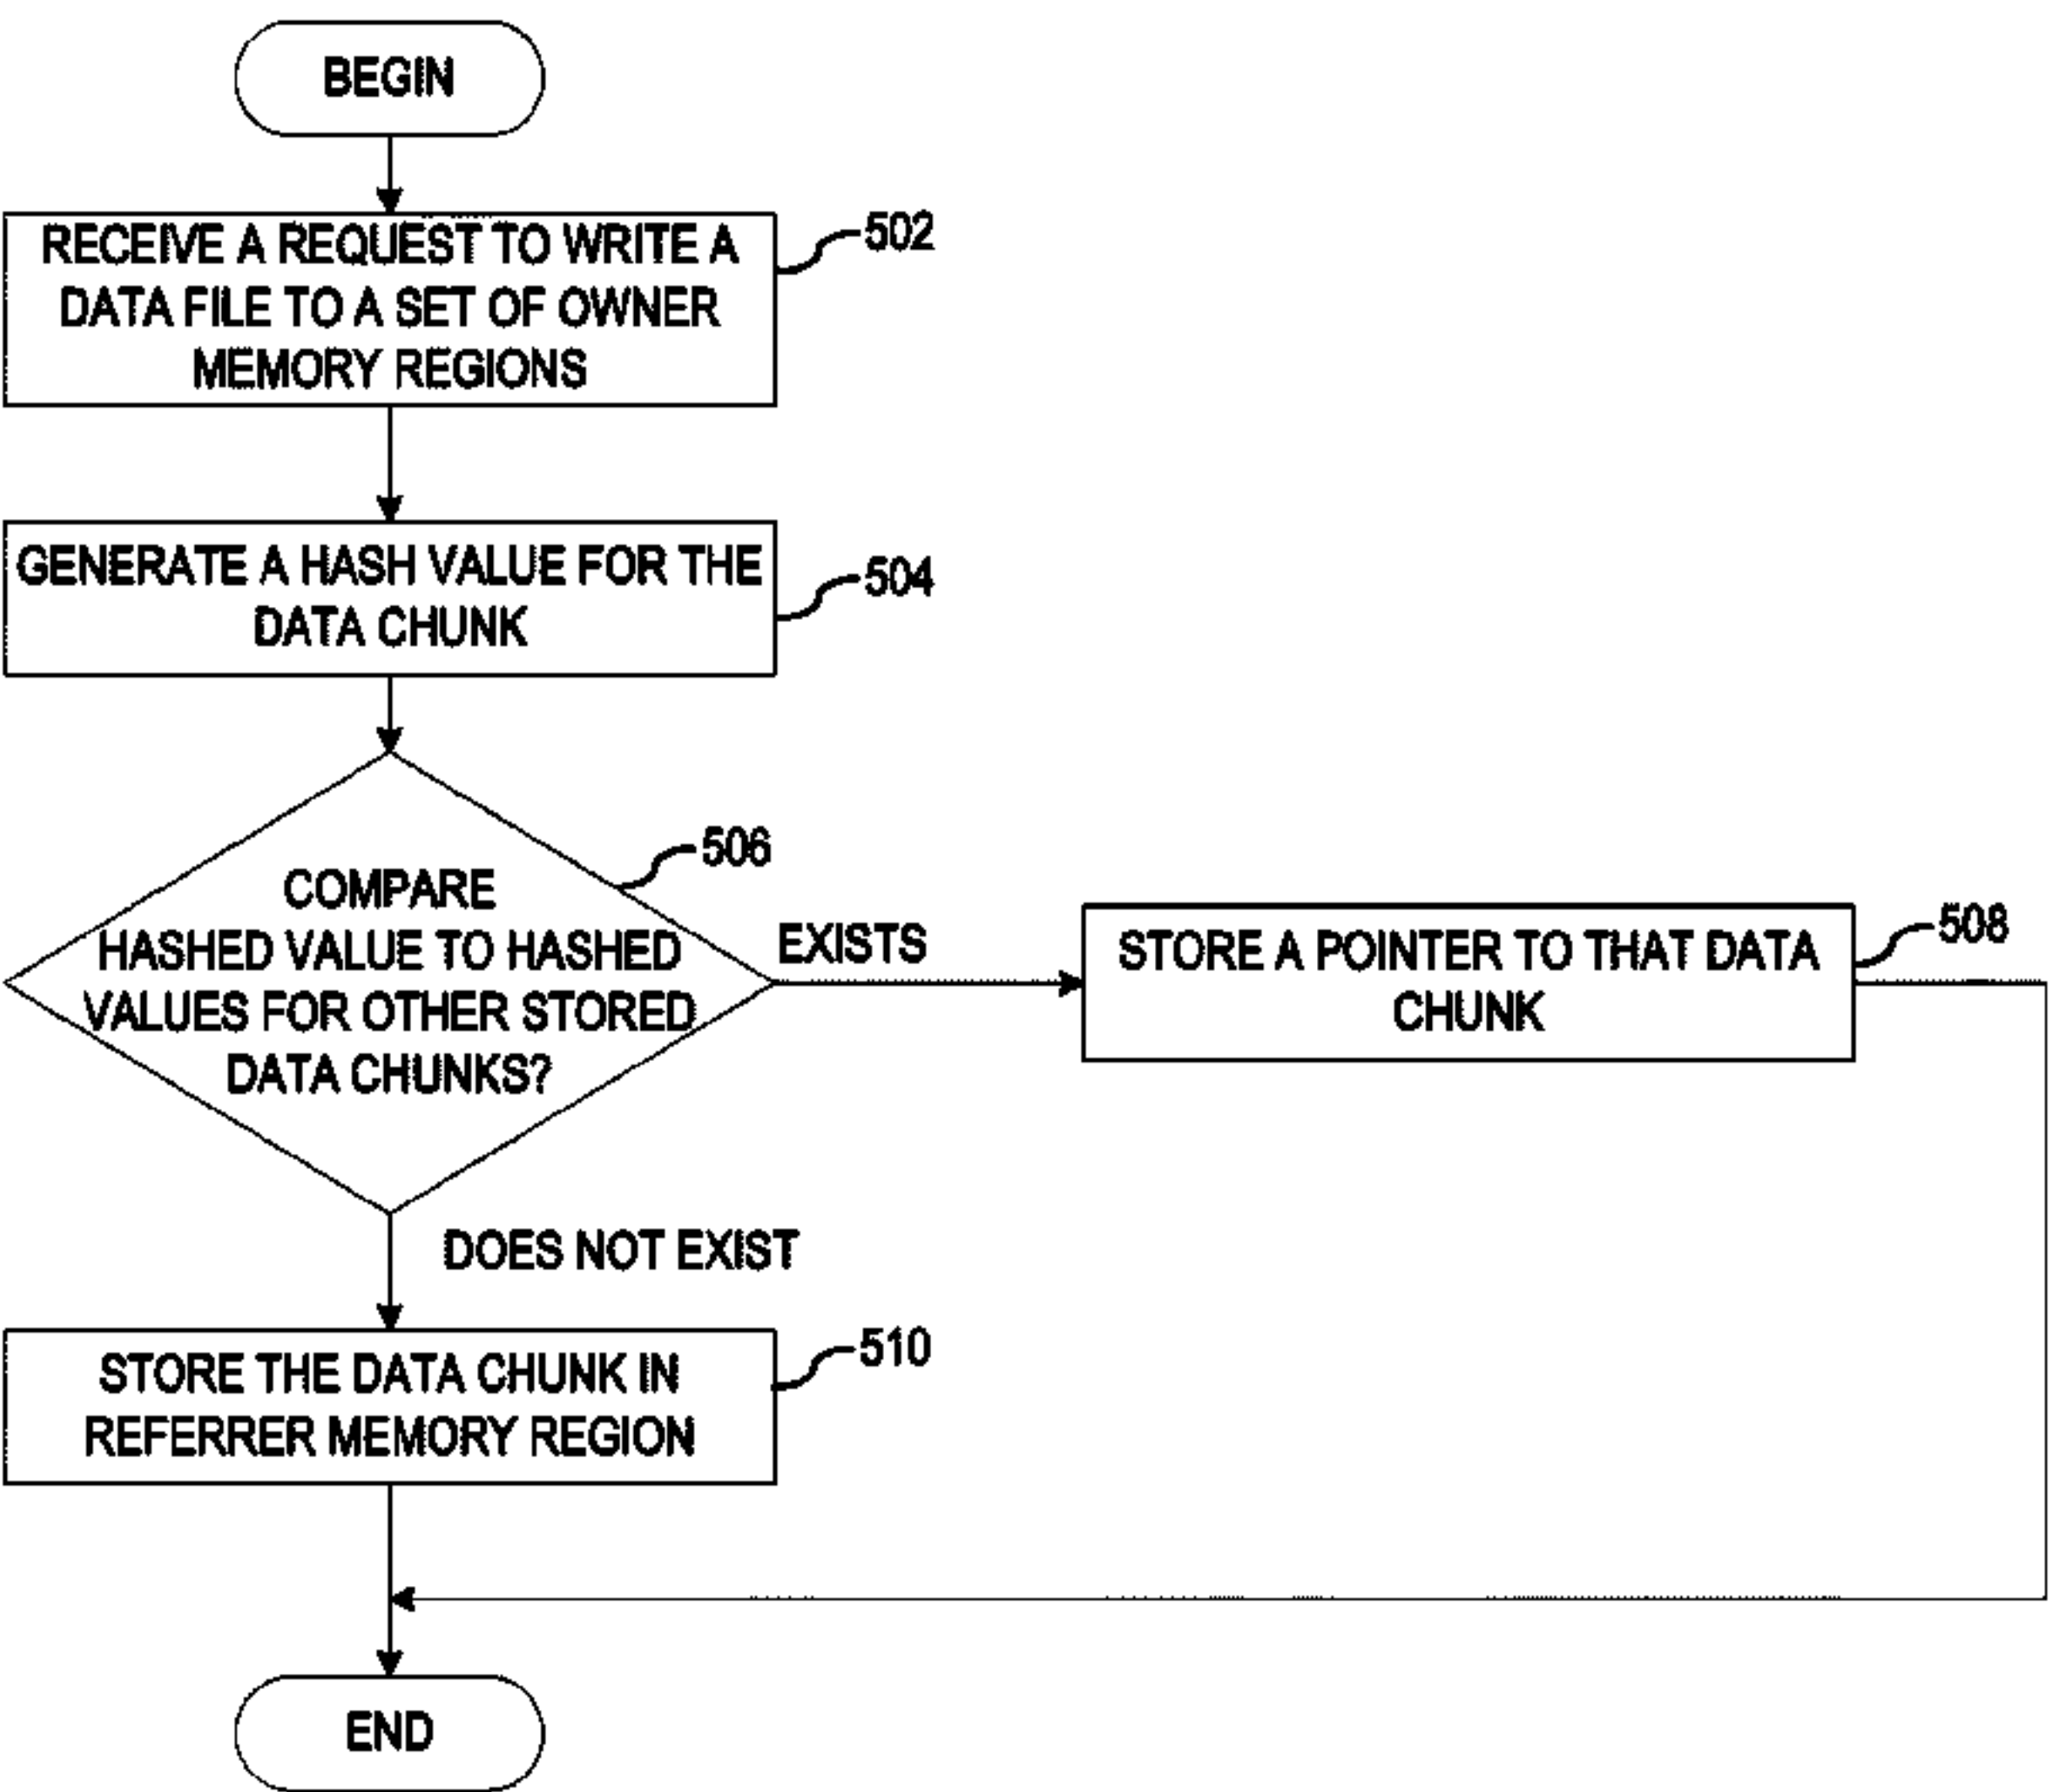 BEGIN
RECEIVE A REQUEST TO WRITE A
DATA FILE TO A SET OF OWNER
MEMORY REGIONS
502
GENERATE A HASH VALUE FOR THE
DATA CHUNK
504
COMPARE
HASHED VALUE TO HASHED
VALUES FOR OTHER STORED
DATA CHUNKS?
506
EXISTS
STORE A POINTER TO THAT DATA
CHUNK
508
DOES NOT EXIST
STORE THE DATA CHUNK IN
REFERRER MEMORY REGION
510
END